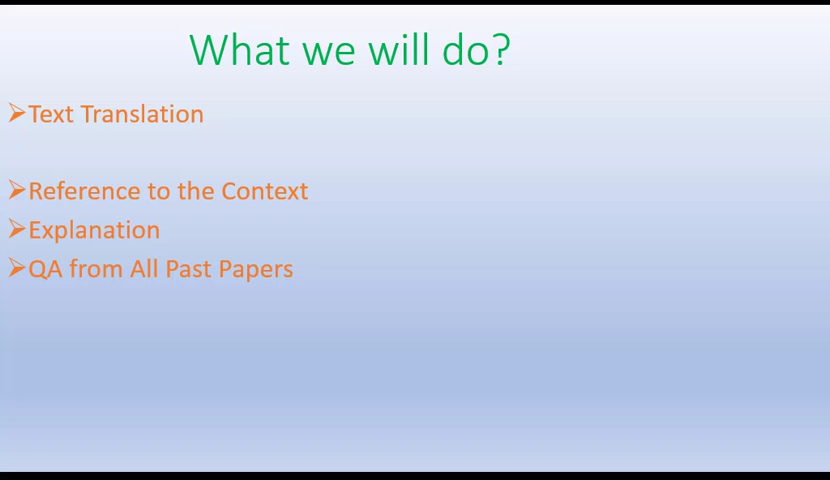 What we will do?
➢Text Translation
➢Reference to the Context
➢Explanation
➢QA from All Past Papers